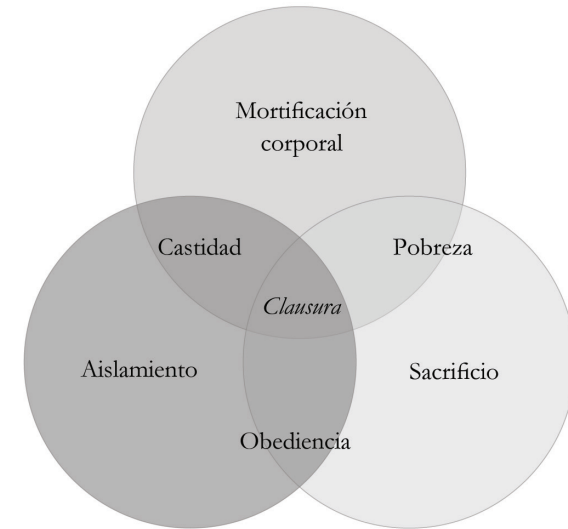 Mortificación
corporal
Castidad
Pobreza
Clausura
Aislamiento
Sacrificio
Obediencia